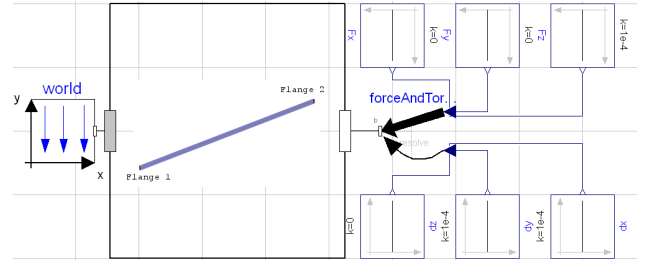 Fx
k=0
Fy
k=0
Fz
k=1e-4
world
y
x
Flange 2
Flange 1
forceAndTor...
b
resolve
k=0
dz
k=1e-4
dy
k=1e-4
dx